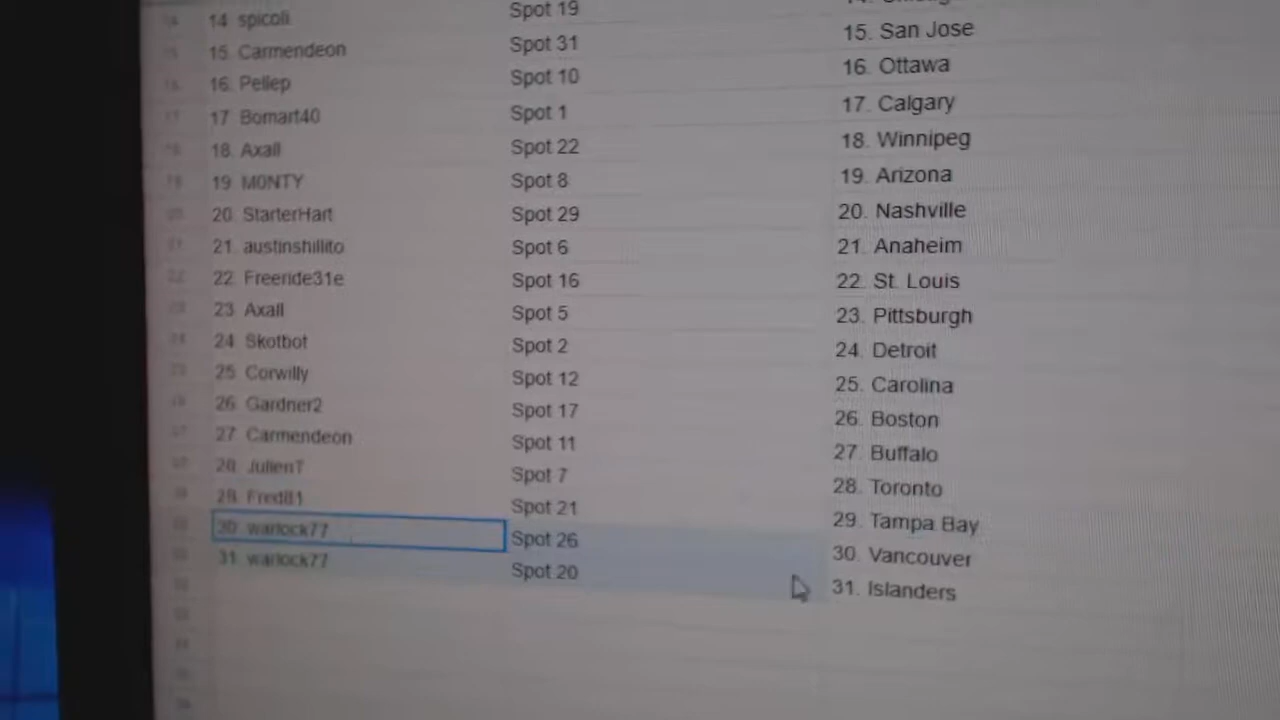 14 spicoli Spot 19
15. Carmendeon Spot 31 15. San Jose
16. Pellep Spot 10 16. Ottawa
17 Bomart40 Spot 1 17. Calgary
18. Axall Spot 22 18. Winnipeg
19. M0NTY Spot 8 19. Arizona
20. StarterHart Spot 29 20. Nashville
21. austinshillito Spot 6 21. Anaheim
22. Freeride31e Spot 16 22. St. Louis
23 Axall Spot 5 23. Pittsburgh
24 Skotbot Spot 2 24. Detroit
25 Corwilly Spot 12 25. Carolina
26 Gardner2 Spot 17 26. Boston
27 Carmendeon Spot 11 27. Buffalo
28 Julien7 Spot 7 28. Toronto
29. Fred81 Spot 21 29. Tampa Bay
30. warlock77 Spot 26 30. Vancouver
31. warlock77 Spot 20 31. Islanders